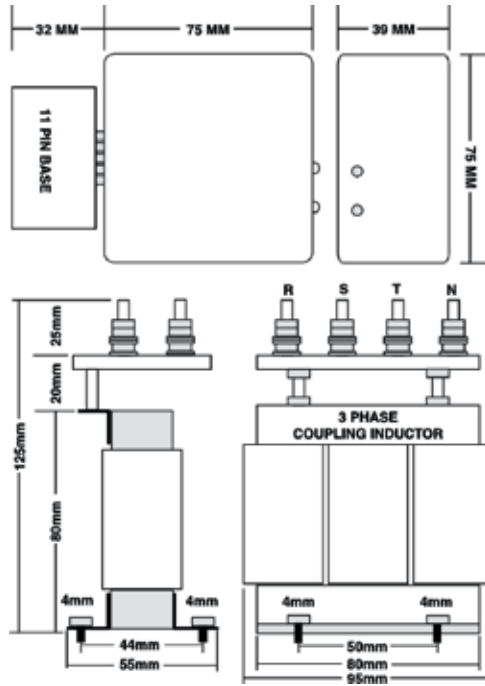 32 MM
75 MM
39 MM
11 PIN BASE
75 MM
R S T N
25mm
20mm
125mm
80mm
3 PHASE
COUPLING INDUCTOR
4mm 4mm
44mm
55mm
4mm 4mm
50mm
80mm
95mm